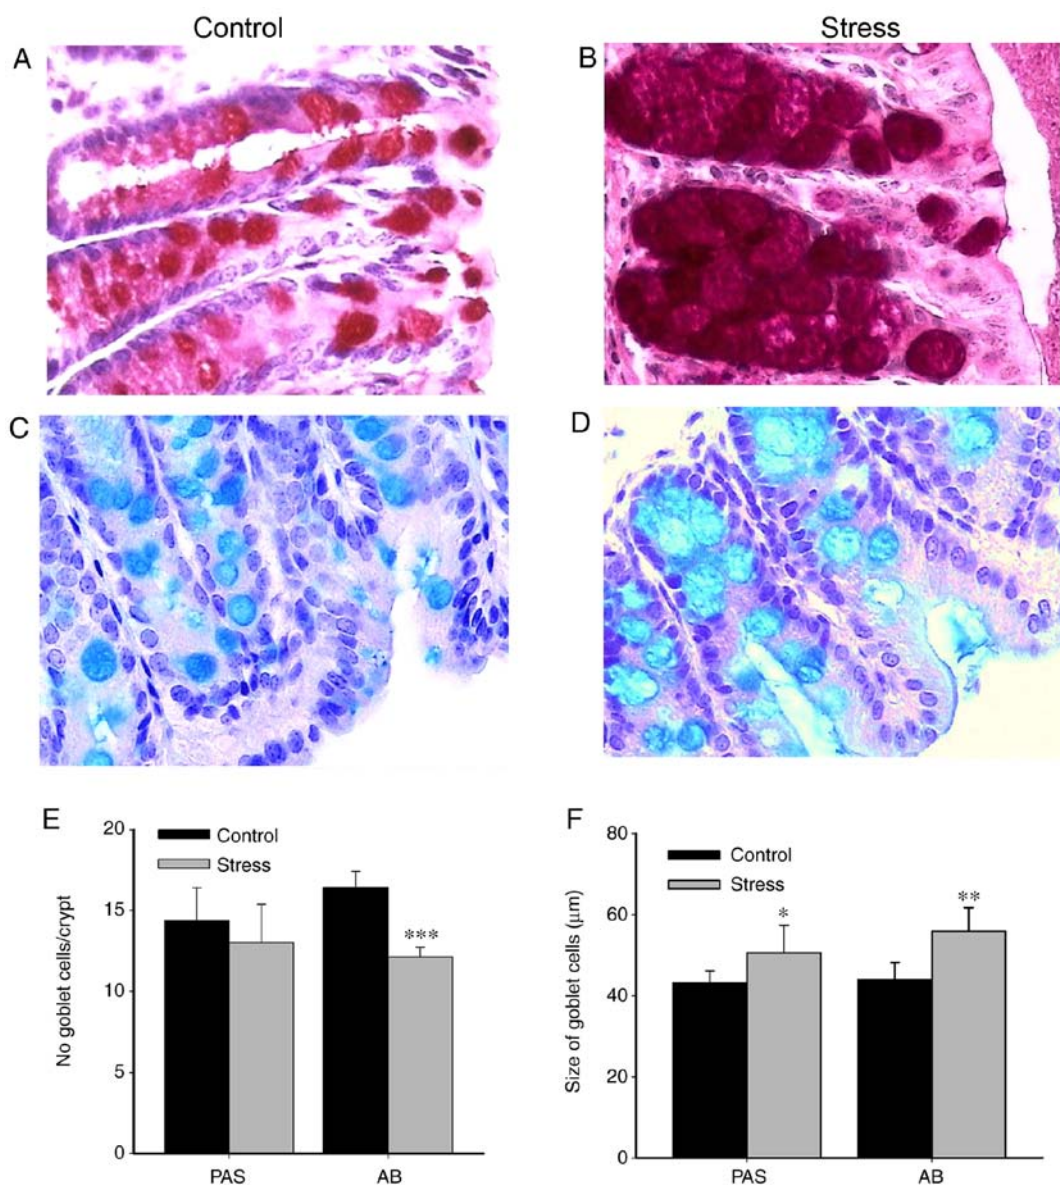 Control
Stress
A
B
C
D
E
20
15
10
5
0
No goblet cells/crypt
Control
Stress
***
PAS
AB
F
80
60
40
20
0
Size of goblet cells (μm)
Control
Stress
*
**
PAS
AB